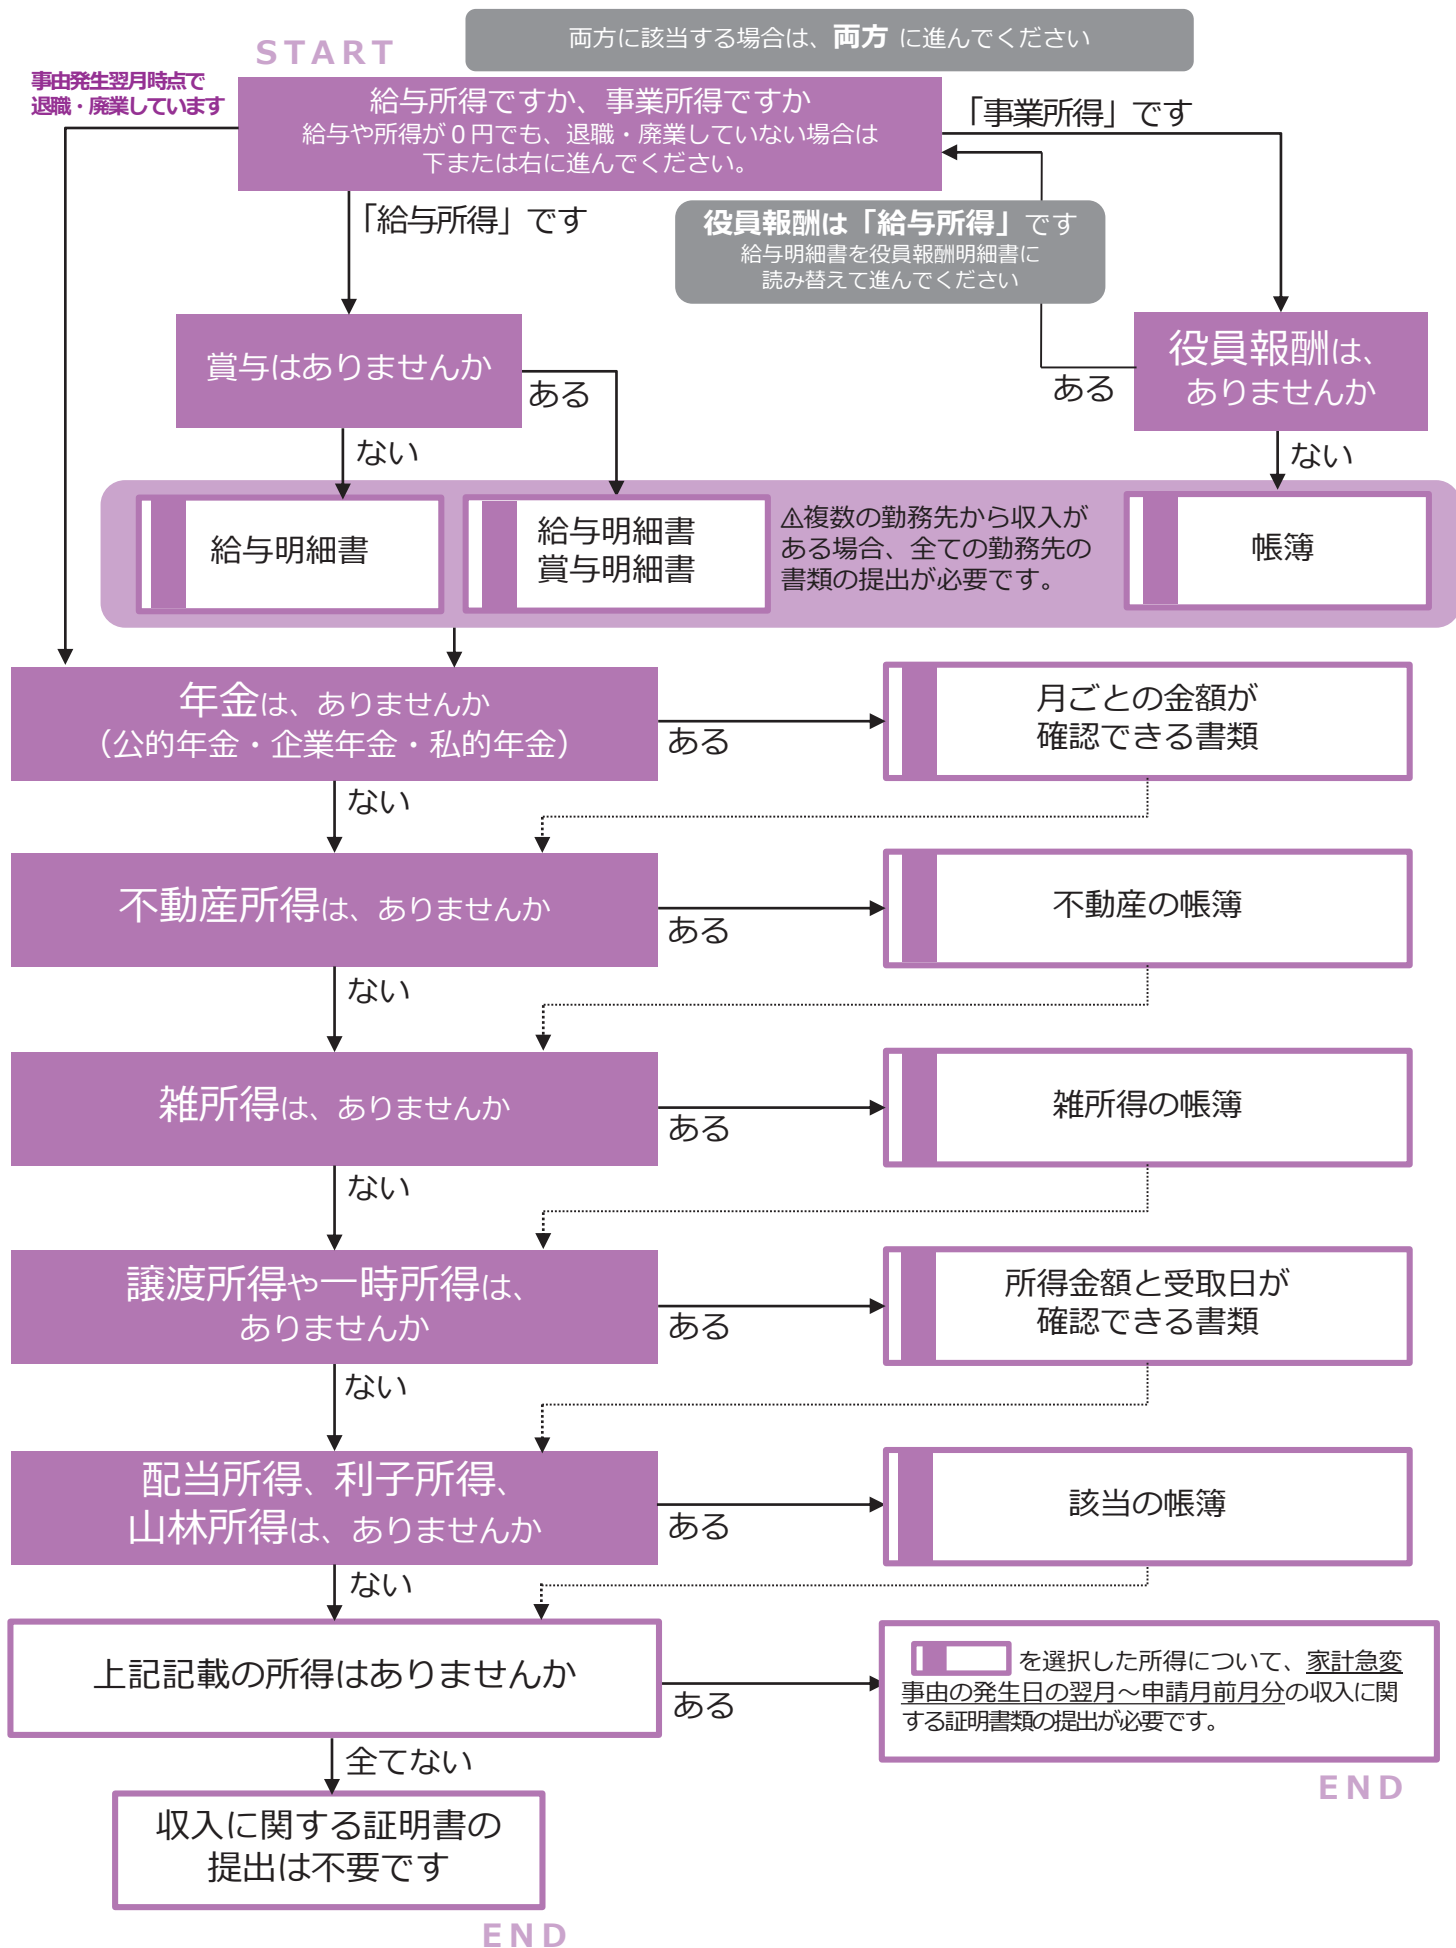 両方に該当する場合は、両方 に進んでください
START
事由発生翌月時点で
退職・廃業しています
給与所得ですか、事業所得ですか
給与や所得が０円でも、退職・廃業していない場合は
下または右に進んでください。
「事業所得」です
「給与所得」です
役員報酬は「給与所得」です
給与明細書を役員報酬明細書に
読み替えて進んでください
賞与はありませんか
ある
ない
役員報酬は、
ありませんか
ある
ない
給与明細書
給与明細書
賞与明細書
⚠複数の勤務先から収入が
ある場合、全ての勤務先の
書類の提出が必要です。
帳簿
年金は、ありませんか
（公的年金・企業年金・私的年金）
ある
月ごとの金額が
確認できる書類
ない
不動産所得は、ありませんか
ある
不動産の帳簿
ない
雑所得は、ありませんか
ある
雑所得の帳簿
ない
譲渡所得や一時所得は、
ありませんか
ある
所得金額と受取日が
確認できる書類
ない
配当所得、利子所得、
山林所得は、ありませんか
ある
該当の帳簿
ない
上記記載の所得はありませんか
ある
を選択した所得について、家計急変
事由の発生日の翌月～申請月前月分の収入に関
する証明書類の提出が必要です。
END
全てない
収入に関する証明書の
提出は不要です
END